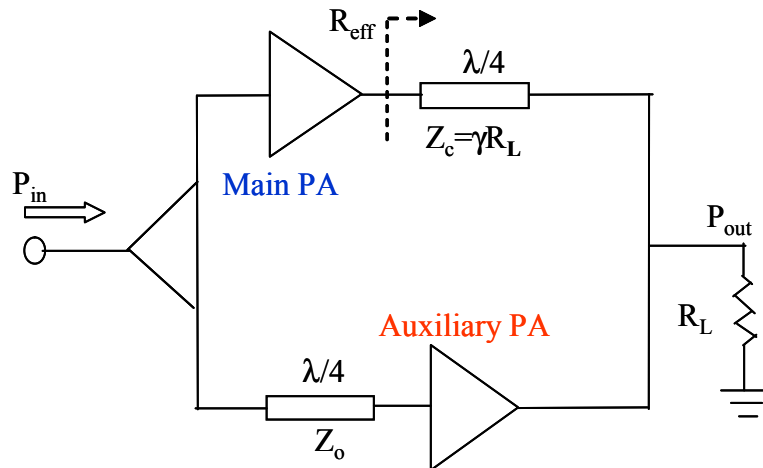 R_eff
λ/4
Z_c=γR_L
Main PA
P_in
P_out
R_L
Auxiliary PA
λ/4
Z_o